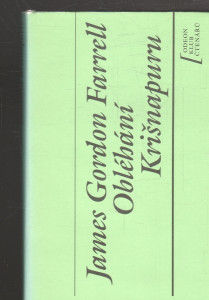 James Gordon Farrell
Obléhání
Krišnapuru
ODEON
KLUB
ČTENÁŘŮ